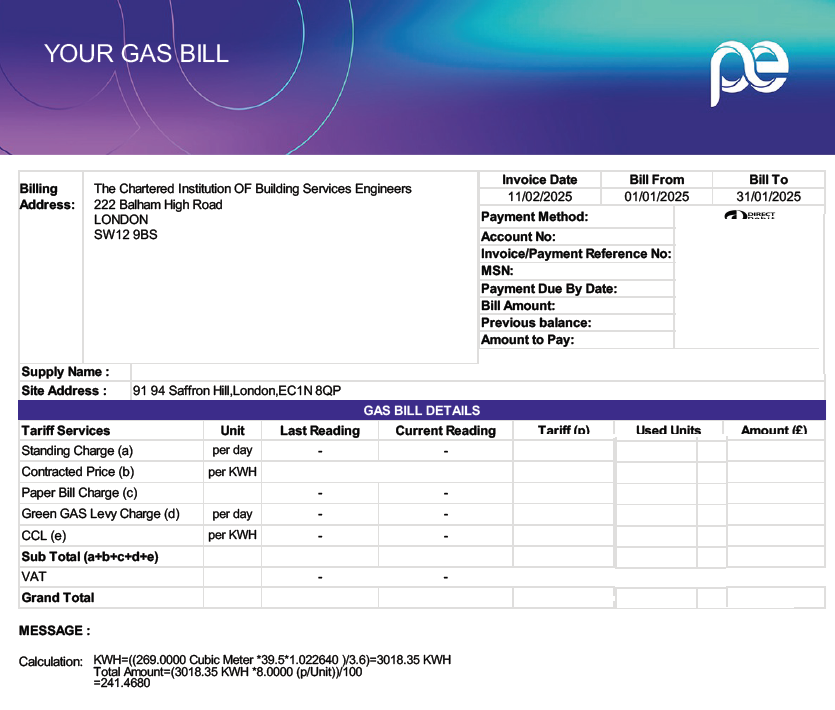 YOUR GAS BILL
pe
Billing Address:
The Chartered Institution OF Building Services Engineers
222 Balham High Road
LONDON
SW12 9BS
Invoice Date Bill From Bill To
11/02/2025 01/01/2025 31/01/2025
Payment Method: DIRECT
Account No:
Invoice/Payment Reference No:
MSN:
Payment Due By Date:
Bill Amount:
Previous balance:
Amount to Pay:
Supply Name :
Site Address : 91 94 Saffron Hill,London,EC1N 8QP
GAS BILL DETAILS
Tariff Services Unit Last Reading Current Reading Tariff (p) Used Units Amount (£)
Standing Charge (a) per day - -
Contracted Price (b) per KWH
Paper Bill Charge (c) - -
Green GAS Levy Charge (d) per day - -
CCL (e) per KWH - -
Sub Total (a+b+c+d+e)
VAT - -
Grand Total
MESSAGE :
Calculation: KWH=((269.0000 Cubic Meter *39.5*1.022640 )/3.6)=3018.35 KWH
Total Amount=(3018.35 KWH *8.0000 (p/Unit))/100
=241.4680